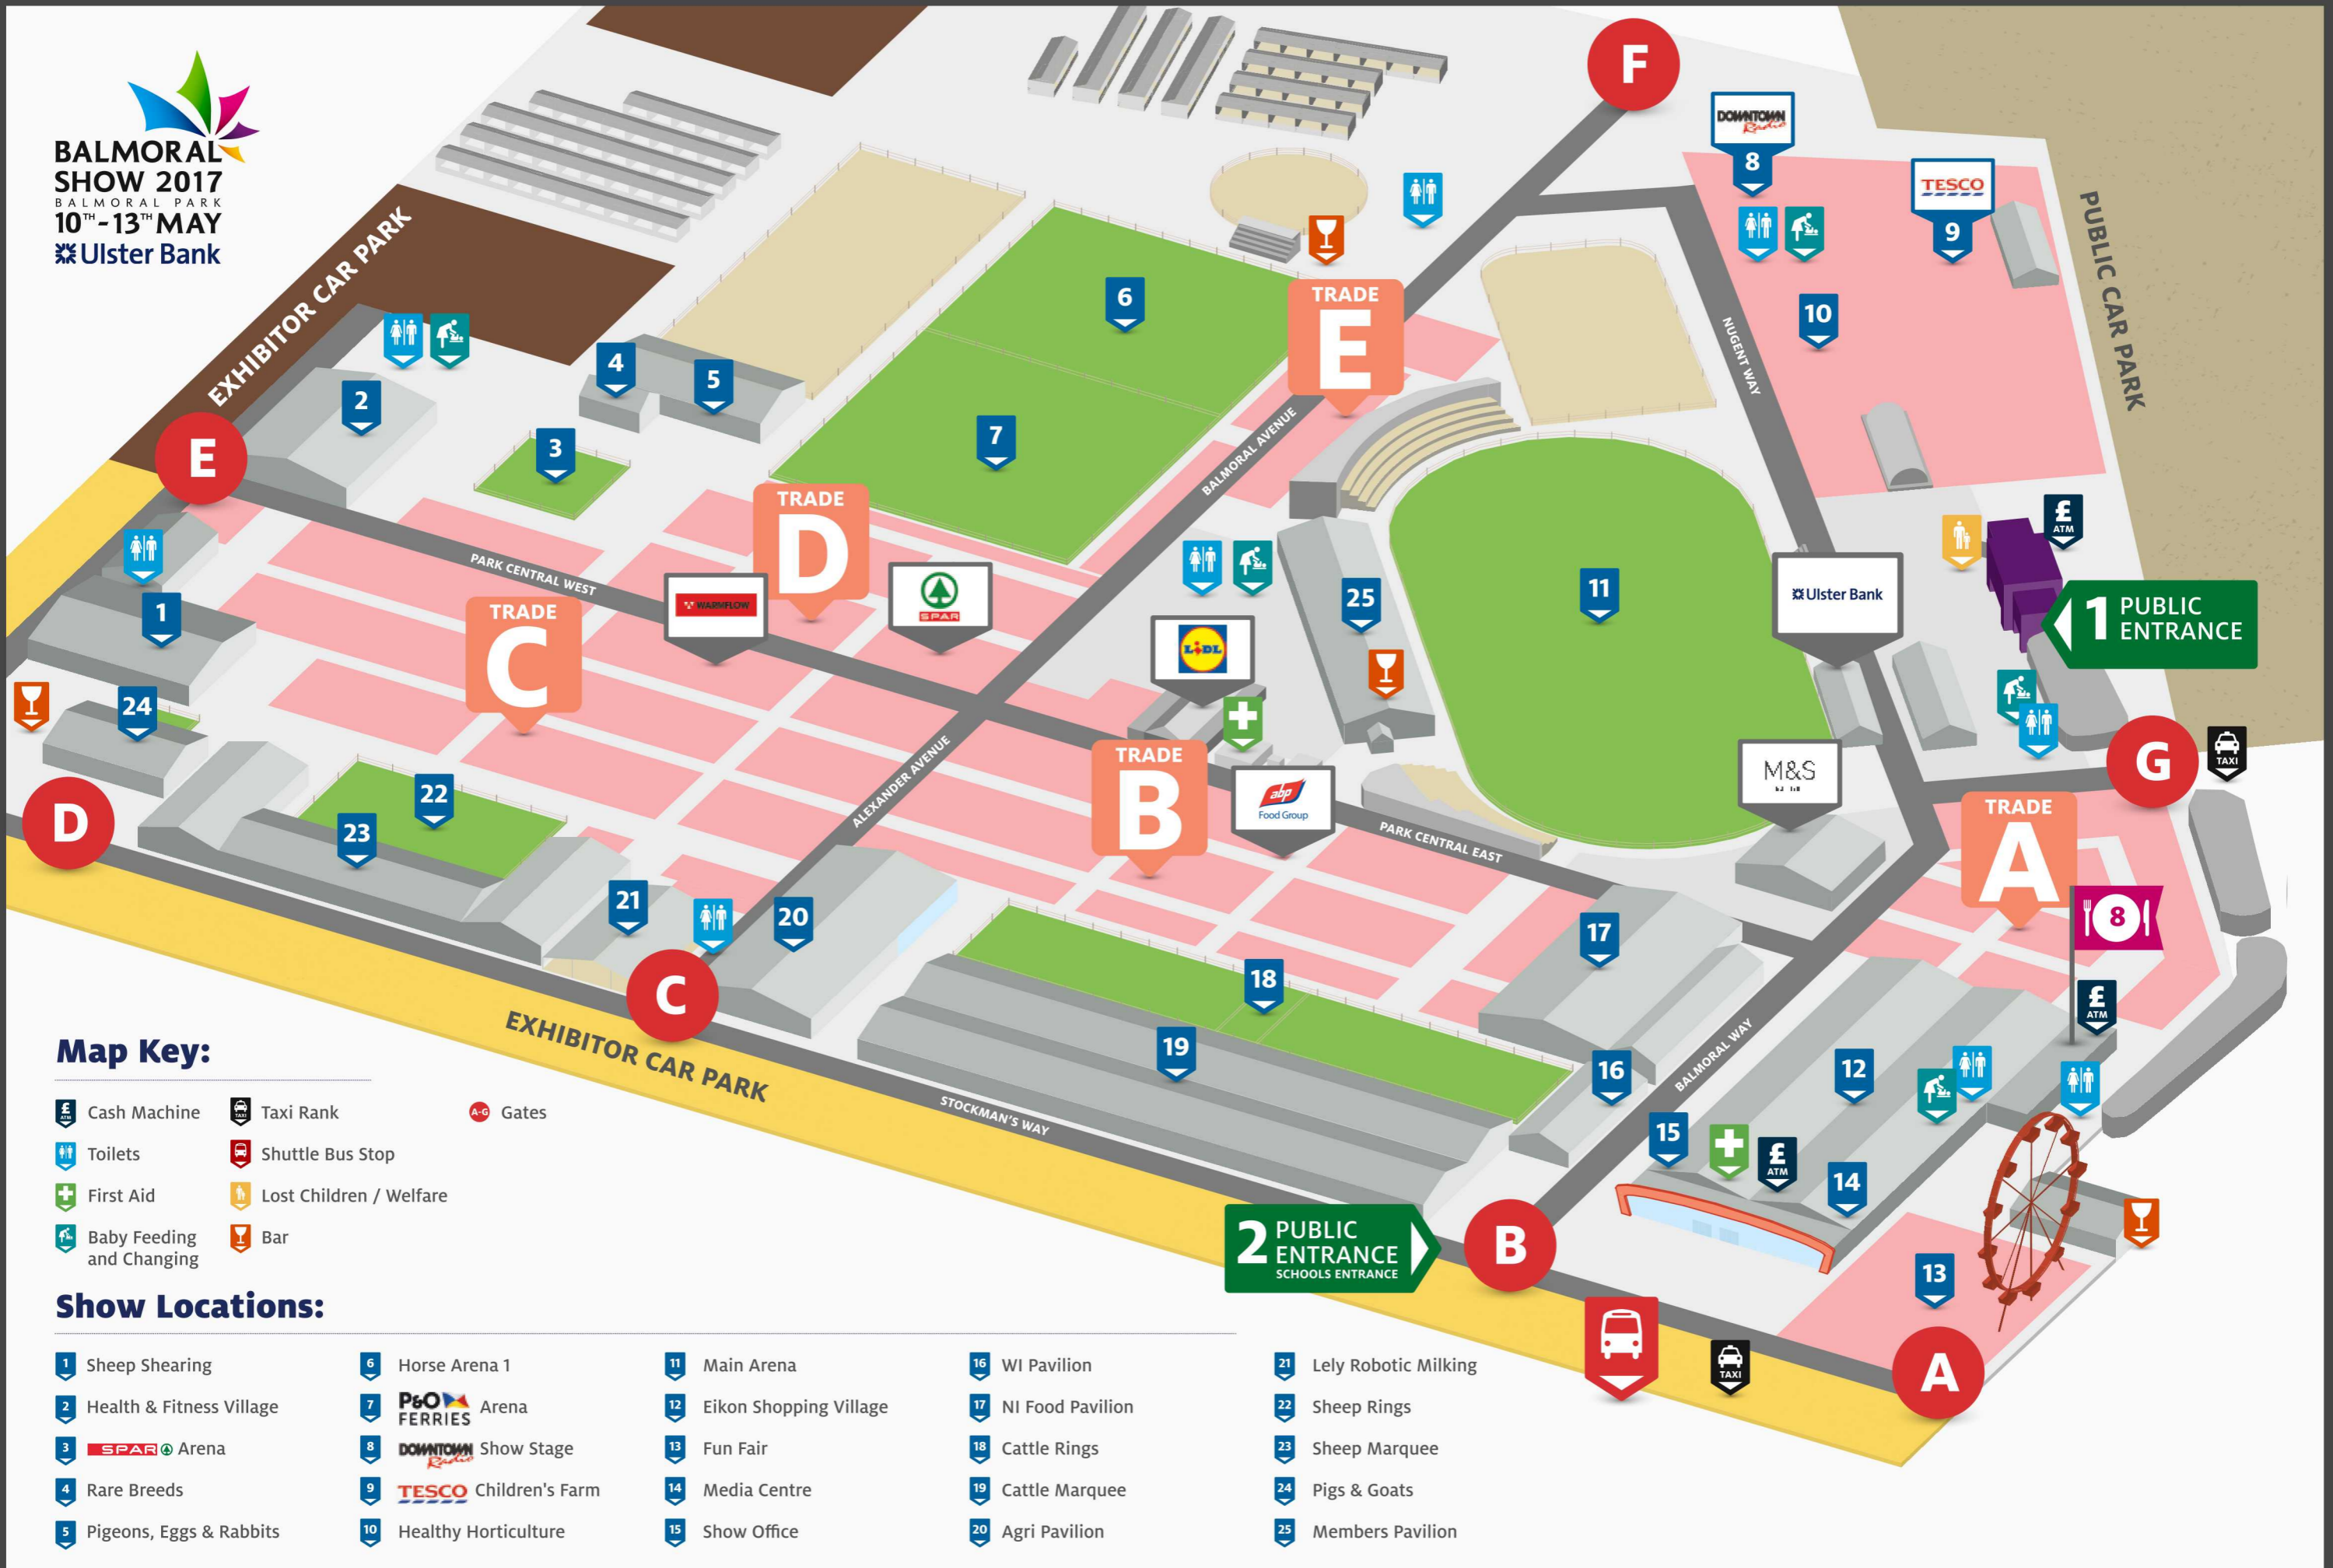 BALMORAL
SHOW 2017
BALMORAL PARK
10TH - 13TH MAY
Ulster Bank
F
DOWNTOWN
Radio
8
TESCO
9
PUBLIC CAR PARK
EXHIBITOR CAR PARK
6
TRADE
E
10
NUGENT WAY
4
5
2
7
BALMORAL AVENUE
3
E
TRADE
D
£
ATM
PARK CENTRAL WEST
WARMFLOW
SPAR
25
11
Ulster Bank
1 PUBLIC
ENTRANCE
1
TRADE
C
LIDL
24
ALEXANDER AVENUE
TRADE
B
abp
Food Group
M&S
G
TAXI
D
22
23
PARK CENTRAL EAST
TRADE
A
8
21
20
17
C
18
£
ATM
EXHIBITOR CAR PARK
19
16
BALMORAL WAY
12
STOCKMAN'S WAY
15
£
ATM
14
2 PUBLIC
ENTRANCE
SCHOOLS ENTRANCE
B
13
TAXI
A
Map Key:
£ ATM Cash Machine
TAXI Taxi Rank
A-G Gates
Toilets
Shuttle Bus Stop
First Aid
Lost Children / Welfare
Baby Feeding
and Changing
Bar
Show Locations:
1 Sheep Shearing
2 Health & Fitness Village
3 SPAR Arena
4 Rare Breeds
5 Pigeons, Eggs & Rabbits
6 Horse Arena 1
7 P&O FERRIES Arena
8 DOWNTOWN Radio Show Stage
9 TESCO Children's Farm
10 Healthy Horticulture
11 Main Arena
12 Eikon Shopping Village
13 Fun Fair
14 Media Centre
15 Show Office
16 WI Pavilion
17 NI Food Pavilion
18 Cattle Rings
19 Cattle Marquee
20 Agri Pavilion
21 Lely Robotic Milking
22 Sheep Rings
23 Sheep Marquee
24 Pigs & Goats
25 Members Pavilion